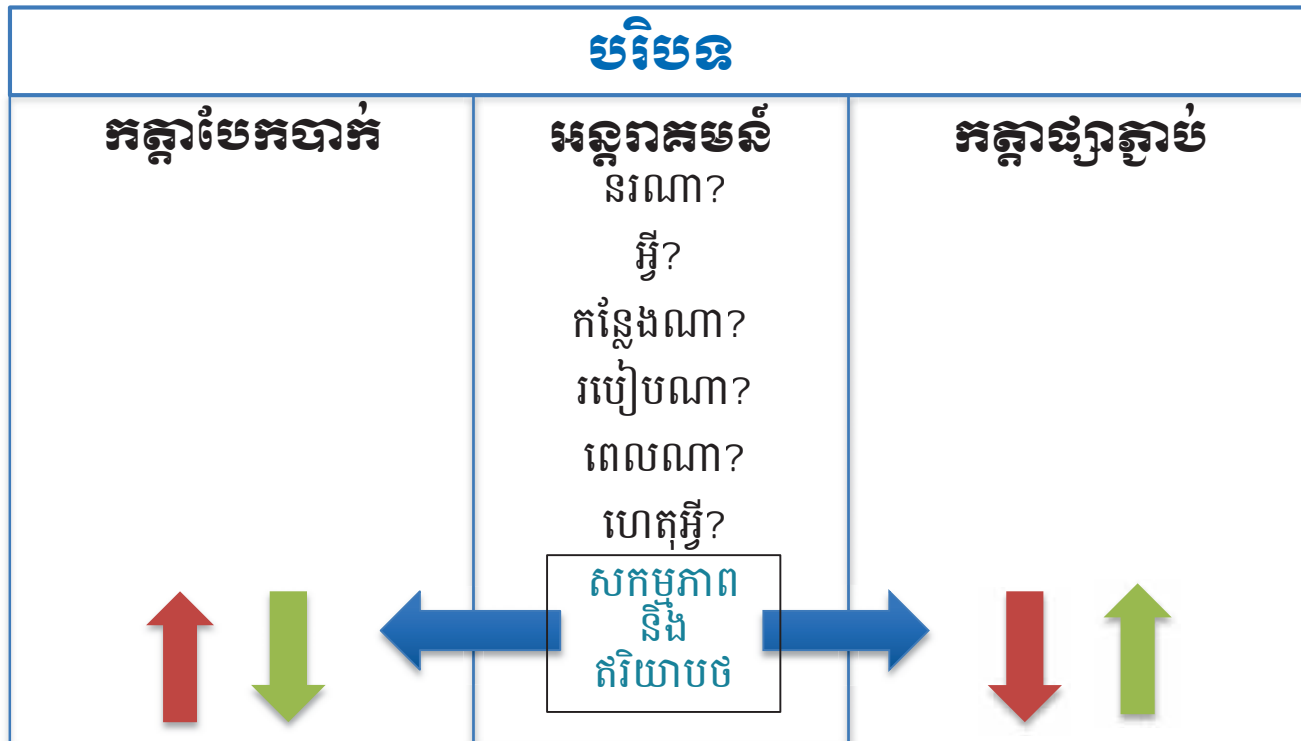 បរិបទ
កត្តាបែកបាក់
អន្តរាគមន៍
នរណា?
អ្វី?
កន្លែងណា?
របៀបណា?
ពេលណា?
ហេតុអ្វី?
សកម្មភាព
និង
ឥរិយាបថ
កត្តាផ្សាភ្ជាប់